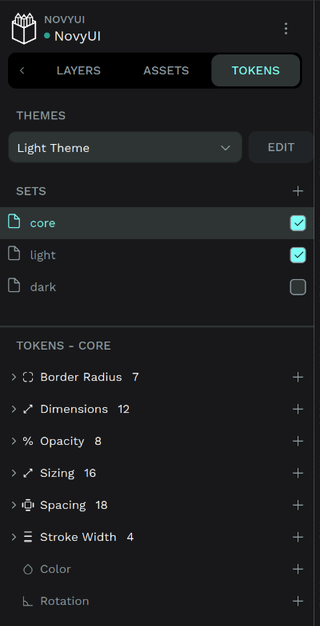 NOVYUI
NovyUI
LAYERS ASSETS TOKENS
THEMES
Light Theme EDIT
SETS
core
light
dark
TOKENS - CORE
Border Radius 7
Dimensions 12
% Opacity 8
Sizing 16
Spacing 18
Stroke Width 4
Color
Rotation